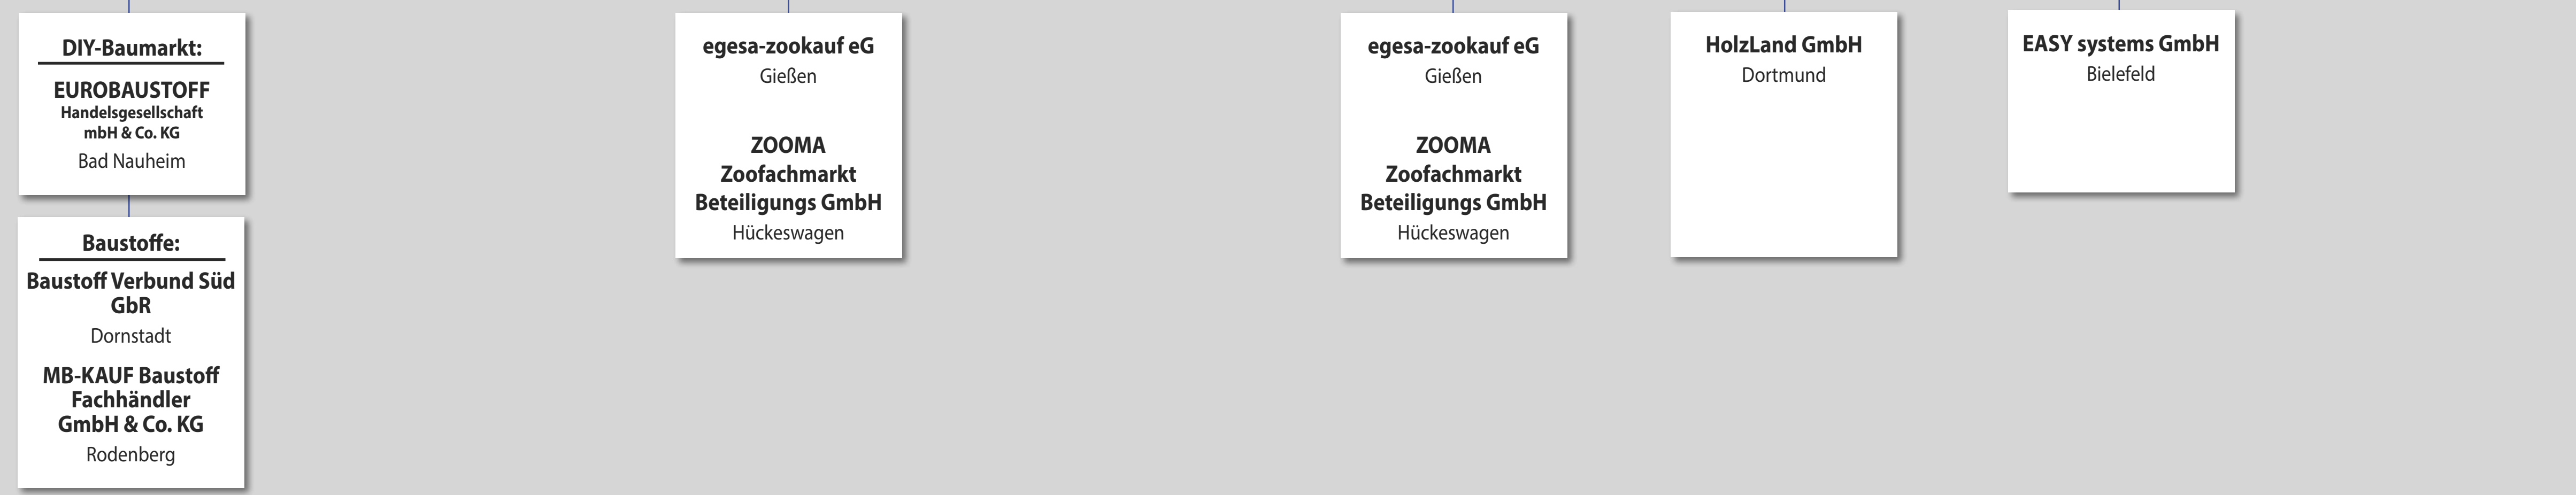 DIY-Baumarkt:
EUROBAUSTOFF
Handelsgesellschaft
mbH & Co. KG
Bad Nauheim
Baustoffe:
Baustoff Verbund Süd
GbR
Dornstadt
MB-KAUF Baustoff
Fachhändler
GmbH & Co. KG
Rodenberg
egesa-zookauf eG
Gießen
ZOOMA
Zoofachmarkt
Beteiligungs GmbH
Hückeswagen
egesa-zookauf eG
Gießen
ZOOMA
Zoofachmarkt
Beteiligungs GmbH
Hückeswagen
HolzLand GmbH
Dortmund
EASY systems GmbH
Bielefeld